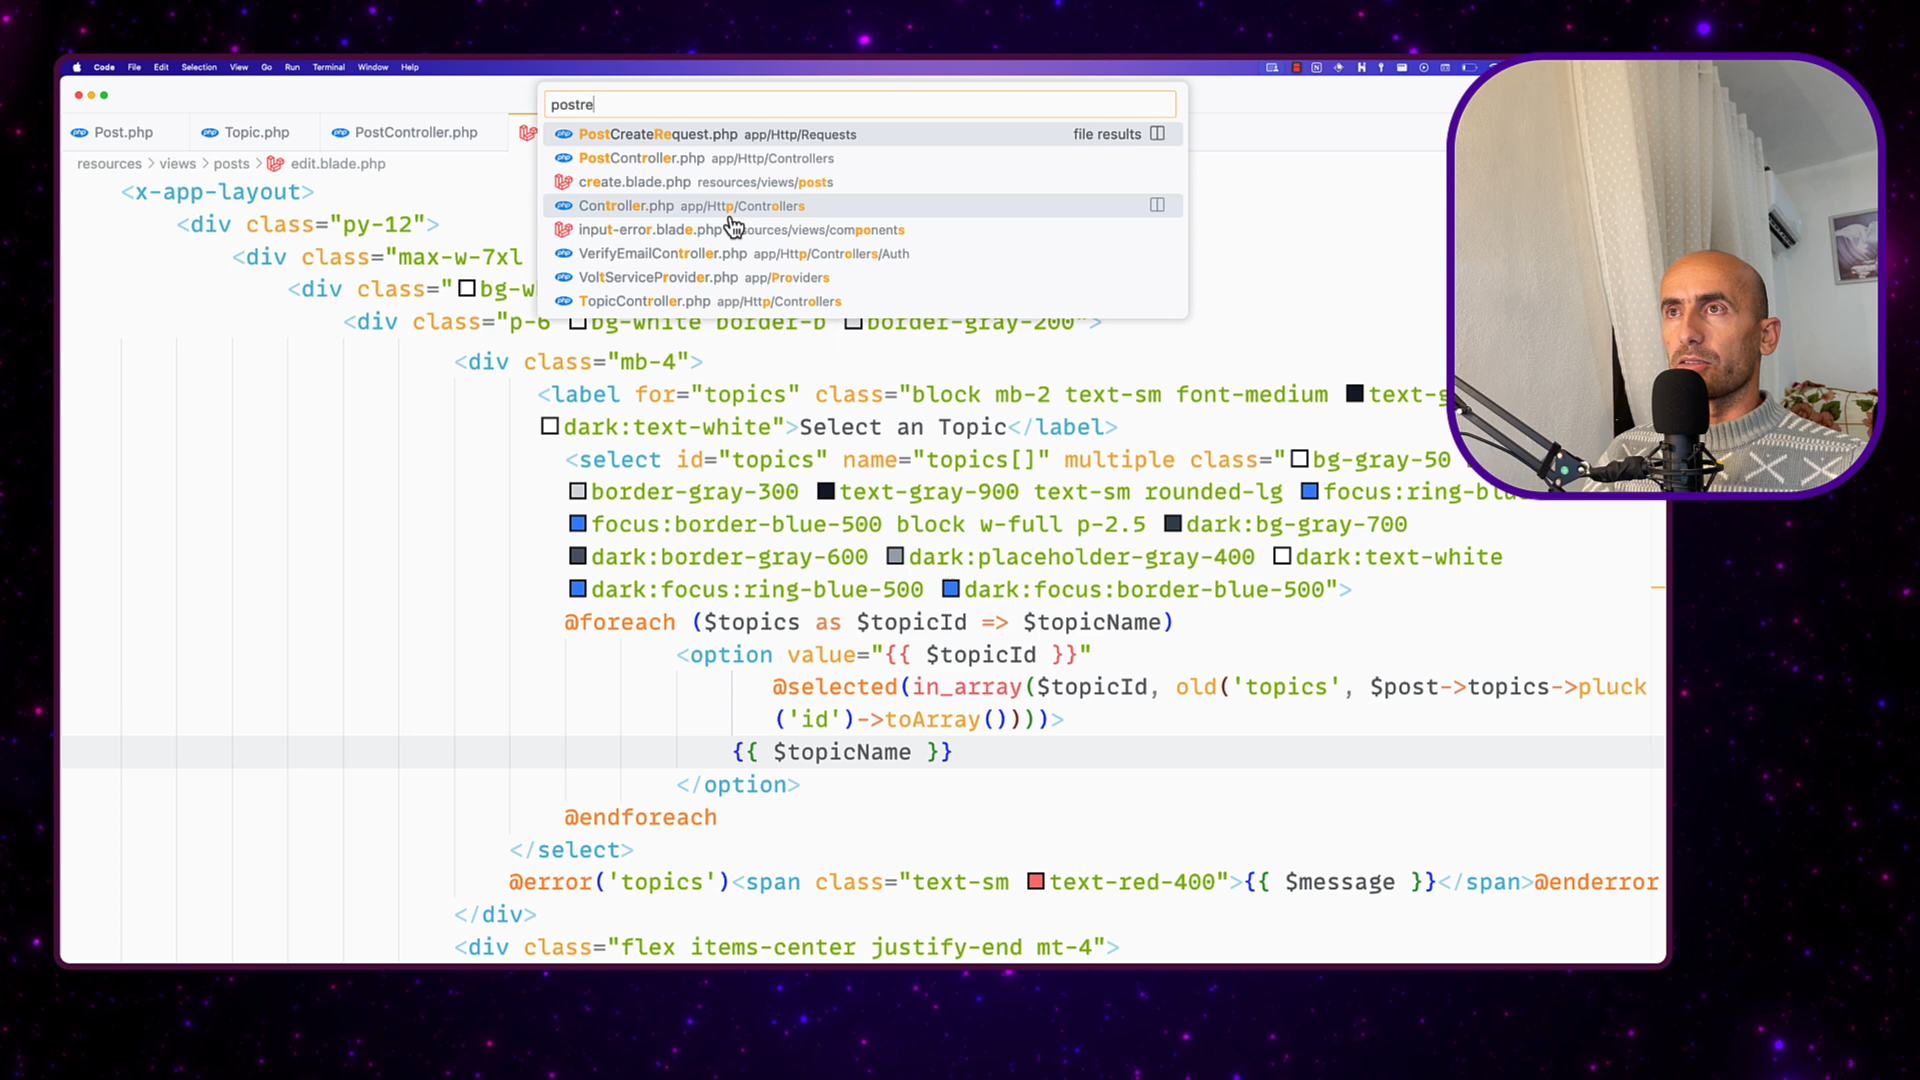 Code File Edit Selection View Go Run Terminal Window Help
postre
Post.php Topic.php PostController.php
PostCreateRequest.php app/Http/Requests file results
PostController.php app/Http/Controllers
create.blade.php resources/views/posts
Controller.php app/Http/Controllers
input-error.blade.php sources/views/components
VerifyEmailController.php app/Http/Controllers/Auth
VoltServiceProvider.php app/Providers
TopicController.php app/Http/Controllers
resources > views > posts > edit.blade.php
<x-app-layout>
<div class="py-12">
<div class="max-w-7xl
<div class="bg-w
<div class="p-6 bg-white border-b border-gray-200">
<div class="mb-4">
<label for="topics" class="block mb-2 text-sm font-medium text-g
dark:text-white">Select an Topic</label>
<select id="topics" name="topics[]" multiple class="bg-gray-50
border-gray-300 text-gray-900 text-sm rounded-lg focus:ring-blu
focus:border-blue-500 block w-full p-2.5 dark:bg-gray-700
dark:border-gray-600 dark:placeholder-gray-400 dark:text-white
dark:focus:ring-blue-500 dark:focus:border-blue-500">
@foreach ($topics as $topicId => $topicName)
<option value="{{ $topicId }}"
@selected(in_array($topicId, old('topics', $post->topics->pluck
('id')->toArray())))>
{{ $topicName }}
</option>
@endforeach
</select>
@error('topics')<span class="text-sm text-red-400">{{ $message }}</span>@enderror
</div>
<div class="flex items-center justify-end mt-4">